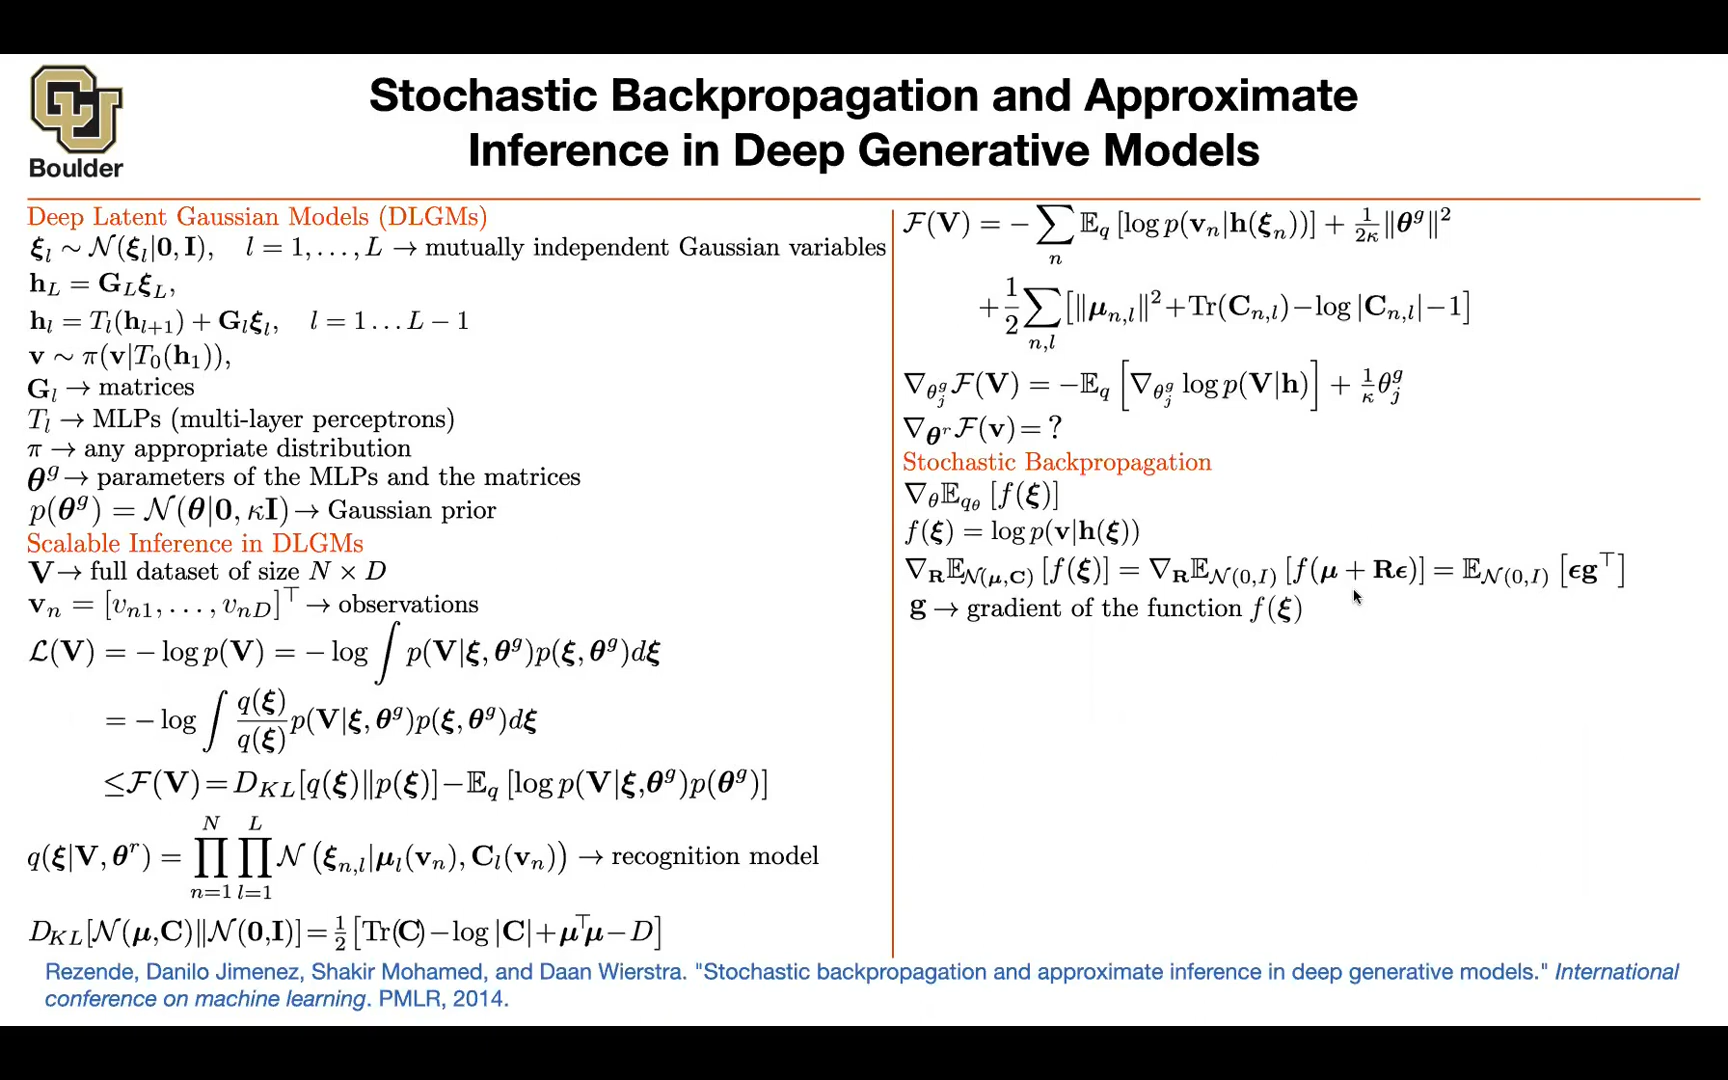 Boulder
Stochastic Backpropagation and Approximate
Inference in Deep Generative Models
Deep Latent Gaussian Models (DLGMs)
ξ_l ∼ 𝒩(ξ_l|0, I), l = 1, . . . , L → mutually independent Gaussian variables
h_L = G_Lξ_L,
h_l = T_l(h_{l+1}) + G_lξ_l, l = 1 . . . L − 1
v ∼ π(v|T_0(h_1)),
G_l → matrices
T_l → MLPs (multi-layer perceptrons)
π → any appropriate distribution
θ^g → parameters of the MLPs and the matrices
p(θ^g) = 𝒩(θ|0, κI) → Gaussian prior
Scalable Inference in DLGMs
V → full dataset of size N × D
v_n = [v_{n1}, . . . , v_{nD}]^⊤ → observations
ℒ(V) = − log p(V) = − log ∫ p(V|ξ, θ^g)p(ξ, θ^g)dξ
= − log ∫ \frac{q(ξ)}{q(ξ)} p(V|ξ, θ^g)p(ξ, θ^g)dξ
≤ ℱ(V) = D_{KL}[q(ξ)‖p(ξ)] − 𝔼_q [log p(V|ξ,θ^g)p(θ^g)]
q(ξ|V, θ^r) = ∏_{n=1}^{N} ∏_{l=1}^{L} 𝒩 (ξ_{n,l}|μ_l(v_n), C_l(v_n)) → recognition model
D_{KL}[𝒩(μ,C)‖𝒩(0,I)] = \frac{1}{2} [Tr(C) − log |C| + μ^⊤μ − D]
ℱ(V) = − ∑_n 𝔼_q [log p(v_n|h(ξ_n))] + \frac{1}{2κ}‖θ^g‖^2
+ \frac{1}{2} ∑_{n,l} [‖μ_{n,l}‖^2 + Tr(C_{n,l}) − log |C_{n,l}| − 1]
∇_{θ_j^g} ℱ(V) = −𝔼_q [∇_{θ_j^g} log p(V|h)] + \frac{1}{κ}θ_j^g
∇_{θ^r} ℱ(v) = ?
Stochastic Backpropagation
∇_θ 𝔼_{q_θ} [f(ξ)]
f(ξ) = log p(v|h(ξ))
∇_R 𝔼_{𝒩(μ,C)} [f(ξ)] = ∇_R 𝔼_{𝒩(0,I)} [f(μ + Rϵ)] = 𝔼_{𝒩(0,I)} [ϵg^⊤]
g → gradient of the function f(ξ)
Rezende, Danilo Jimenez, Shakir Mohamed, and Daan Wierstra. "Stochastic backpropagation and approximate inference in deep generative models." International
conference on machine learning. PMLR, 2014.